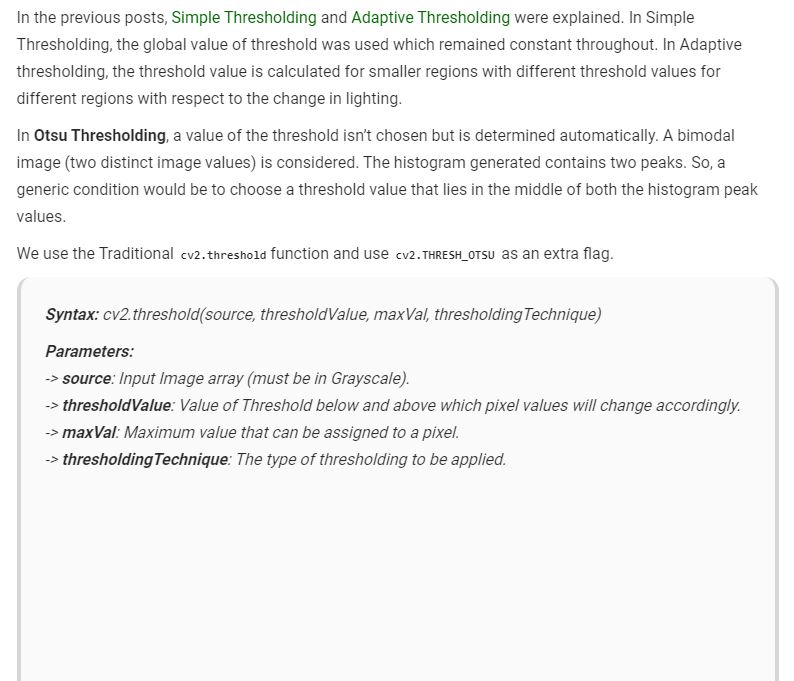 In the previous posts, Simple Thresholding and Adaptive Thresholding were explained. In Simple
Thresholding, the global value of threshold was used which remained constant throughout. In Adaptive
thresholding, the threshold value is calculated for smaller regions with different threshold values for
different regions with respect to the change in lighting.
In Otsu Thresholding, a value of the threshold isn't chosen but is determined automatically. A bimodal
image (two distinct image values) is considered. The histogram generated contains two peaks. So, a
generic condition would be to choose a threshold value that lies in the middle of both the histogram peak
values.
We use the Traditional cv2.threshold function and use cv2.THRESH_OTSU as an extra flag.
Syntax: cv2.threshold(source, thresholdValue, maxVal, thresholdingTechnique)
Parameters:
-> source: Input Image array (must be in Grayscale).
-> thresholdValue: Value of Threshold below and above which pixel values will change accordingly.
-> maxVal: Maximum value that can be assigned to a pixel.
-> thresholdingTechnique: The type of thresholding to be applied.